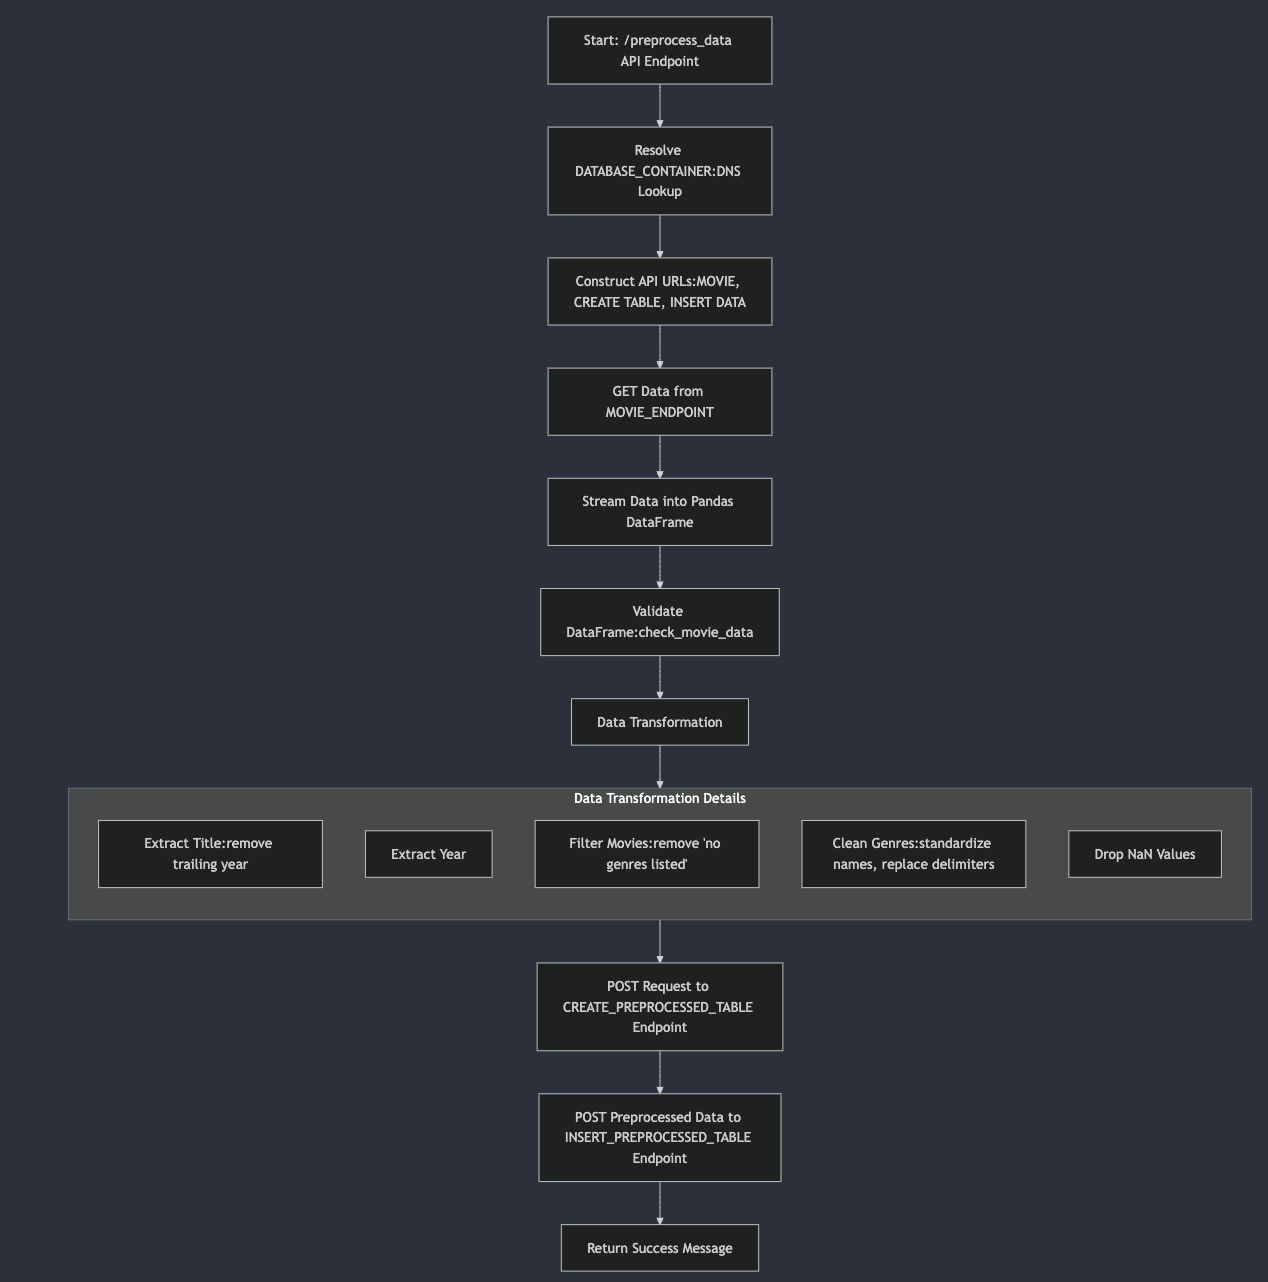 Start: /preprocess_data
API Endpoint
Resolve
DATABASE_CONTAINER:DNS
Lookup
Construct API URLs:MOVIE,
CREATE TABLE, INSERT DATA
GET Data from
MOVIE_ENDPOINT
Stream Data into Pandas
DataFrame
Validate
DataFrame:check_movie_data
Data Transformation
Data Transformation Details
Extract Title:remove
trailing year
Extract Year
Filter Movies:remove 'no
genres listed'
Clean Genres:standardize
names, replace delimiters
Drop NaN Values
POST Request to
CREATE_PREPROCESSED_TABLE
Endpoint
POST Preprocessed Data to
INSERT_PREPROCESSED_TABLE
Endpoint
Return Success Message